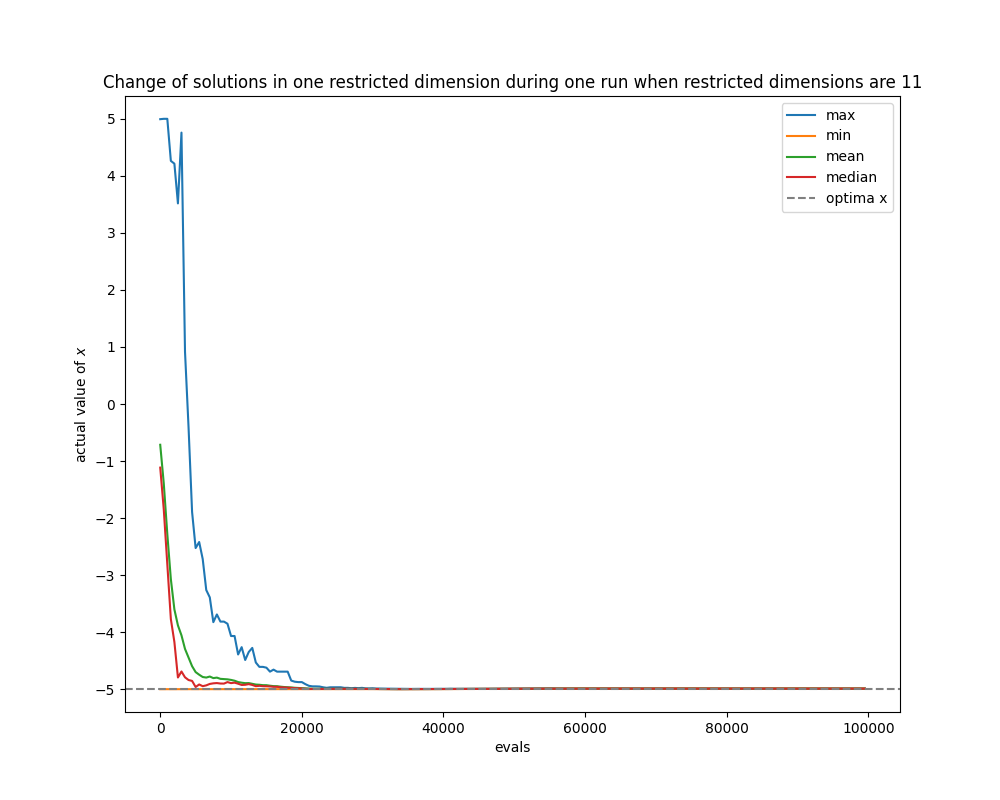 Change of solutions in one restricted dimension during one run when restricted dimensions are 11
max
min
mean
median
optima x
5
4
3
2
1
0
−1
−2
−3
−4
−5
actual value of x
0
20000
40000
60000
80000
100000
evals